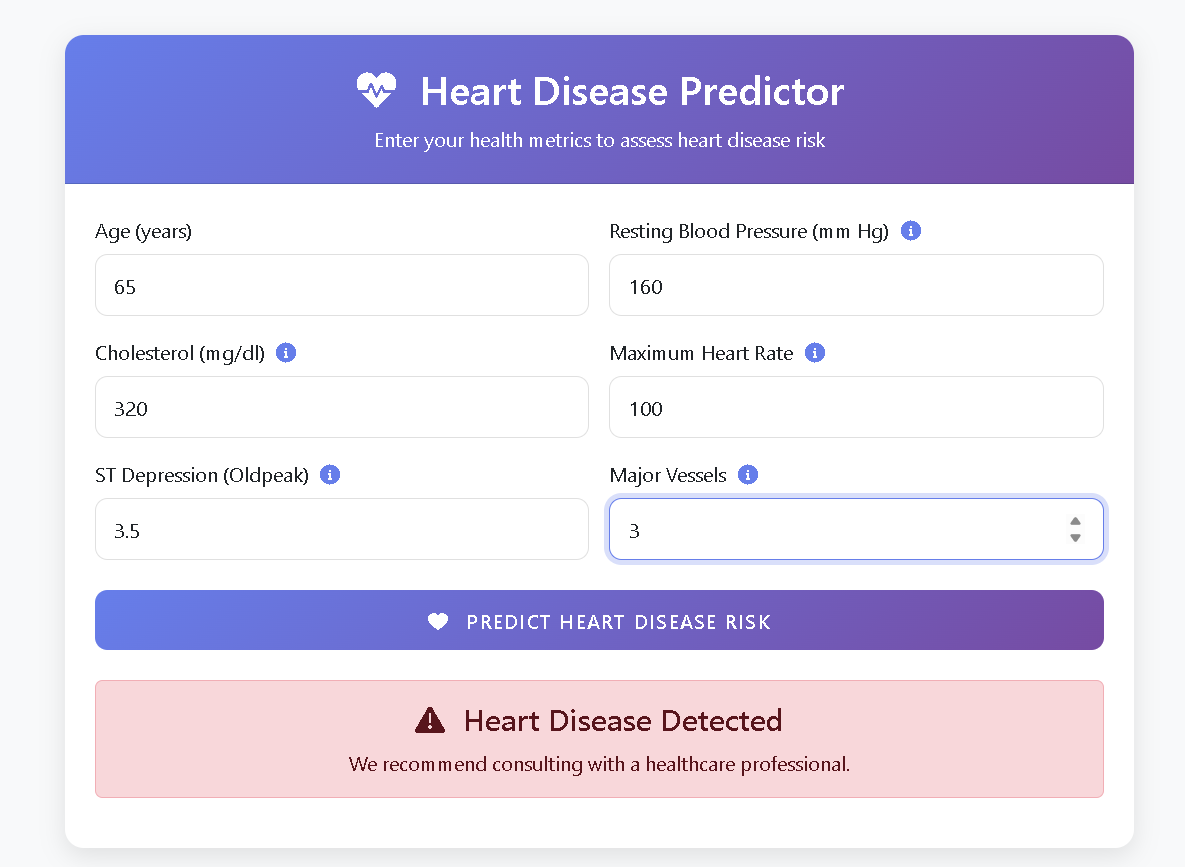 Heart Disease Predictor
Enter your health metrics to assess heart disease risk
Age (years)
65
Resting Blood Pressure (mm Hg)
160
Cholesterol (mg/dl)
320
Maximum Heart Rate
100
ST Depression (Oldpeak)
3.5
Major Vessels
3
PREDICT HEART DISEASE RISK
Heart Disease Detected
We recommend consulting with a healthcare professional.